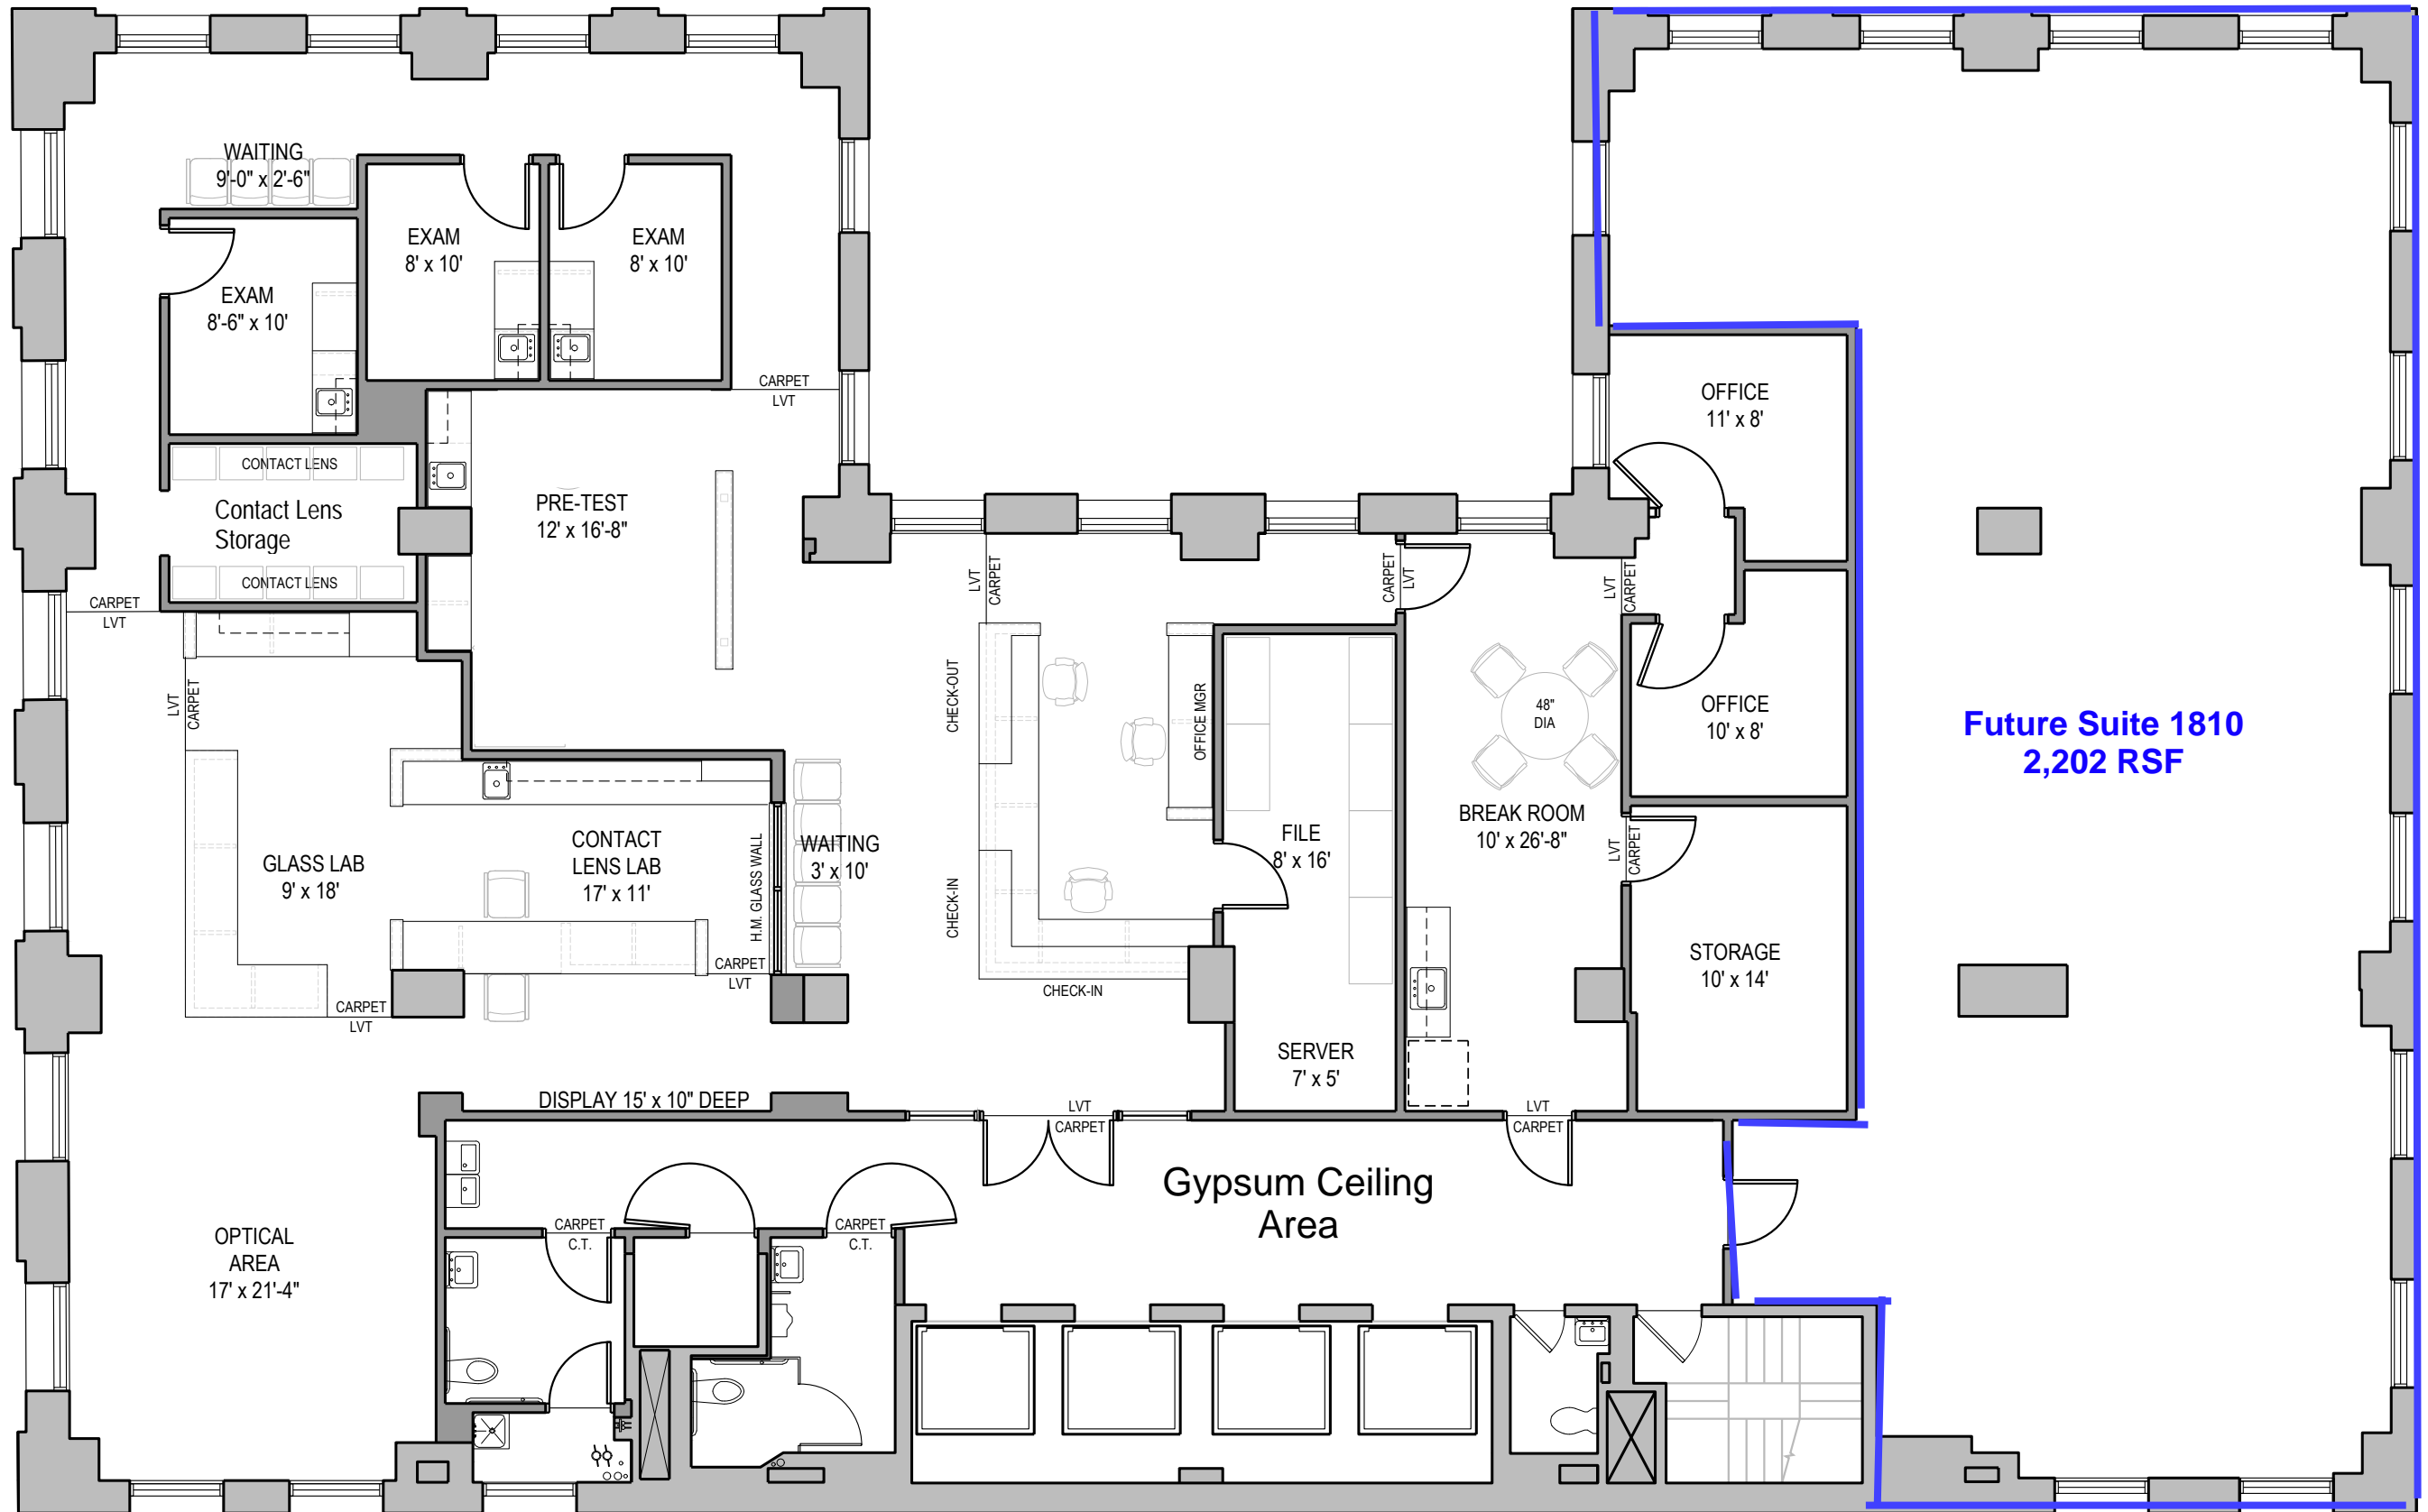 WAITING
9'-0" x 2'-6"
EXAM
8' x 10'
EXAM
8' x 10'
EXAM
8'-6" x 10'
CARPET
LVT
OFFICE
11' x 8'
CONTACT LENS
Contact Lens
Storage
CONTACT LENS
PRE-TEST
12' x 16'-8"
CARPET
LVT
LVT
CARPET
CARPET
LVT
LVT
CARPET
LVT
CARPET
CHECK-OUT
OFFICE MGR
48"
DIA
OFFICE
10' x 8'
Future Suite 1810
2,202 RSF
GLASS LAB
9' x 18'
CONTACT
LENS LAB
17' x 11'
H.M. GLASS WALL
WAITING
3' x 10'
CHECK-IN
FILE
8' x 16'
BREAK ROOM
10' x 26'-8"
LVT
CARPET
CARPET
LVT
CARPET
LVT
CHECK-IN
STORAGE
10' x 14'
SERVER
7' x 5'
DISPLAY 15' x 10" DEEP
LVT
CARPET
LVT
CARPET
Gypsum Ceiling
Area
CARPET
C.T.
CARPET
C.T.
OPTICAL
AREA
17' x 21'-4"